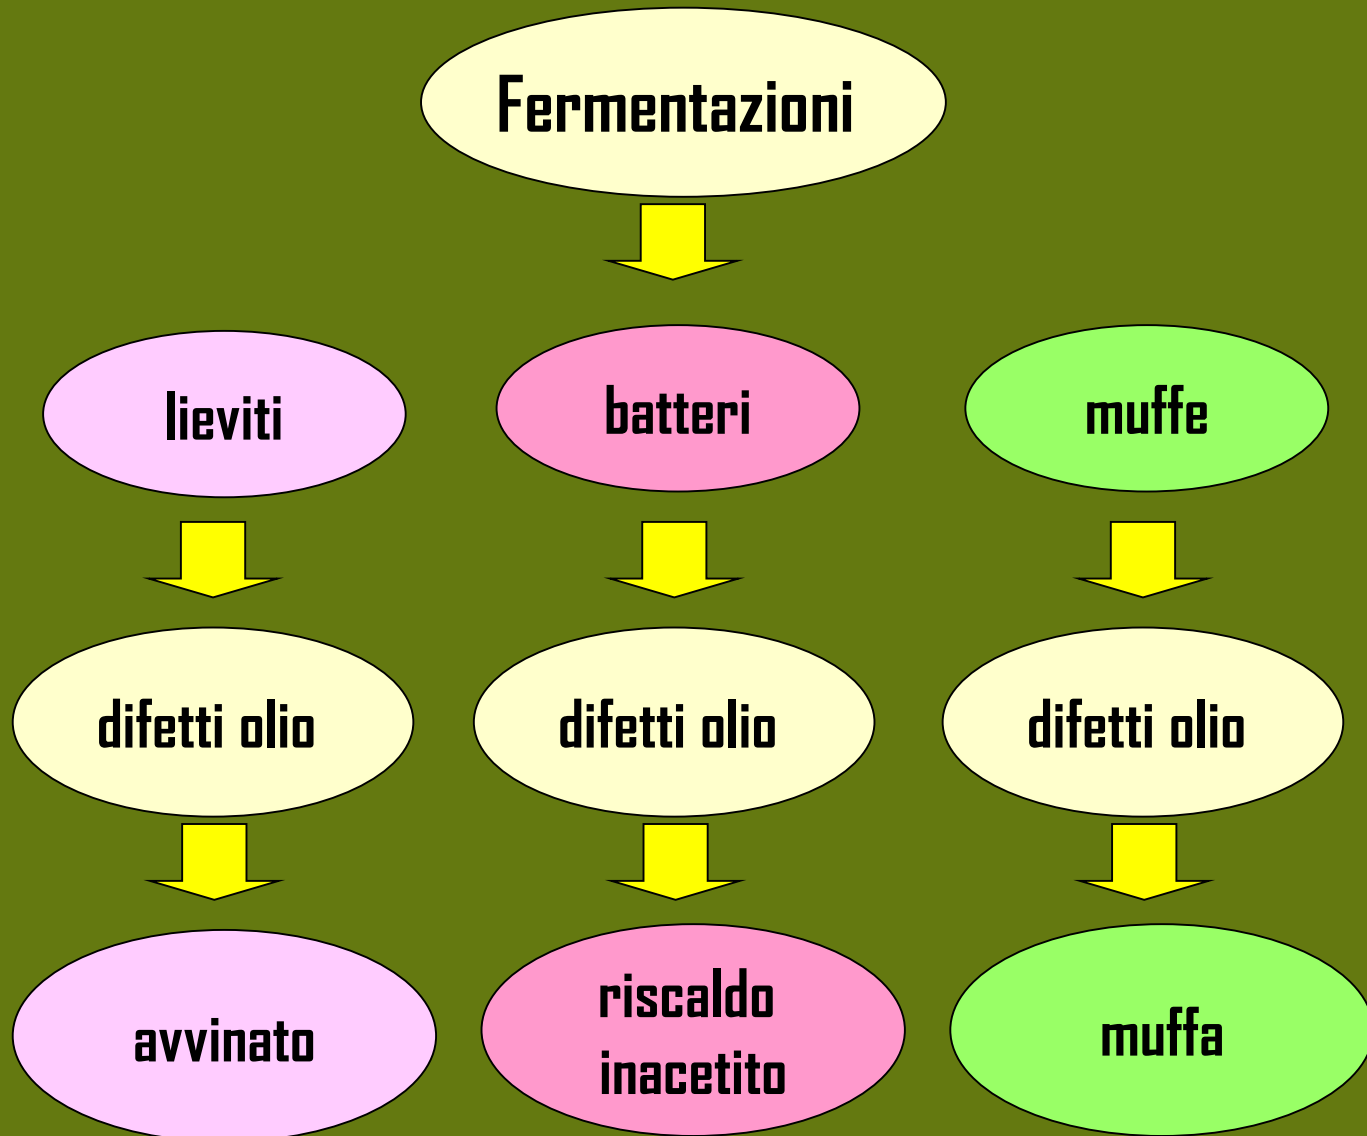 Fermentazioni
lieviti
batteri
muffe
difetti olio
difetti olio
difetti olio
avvinato
riscaldo
inacetito
muffa